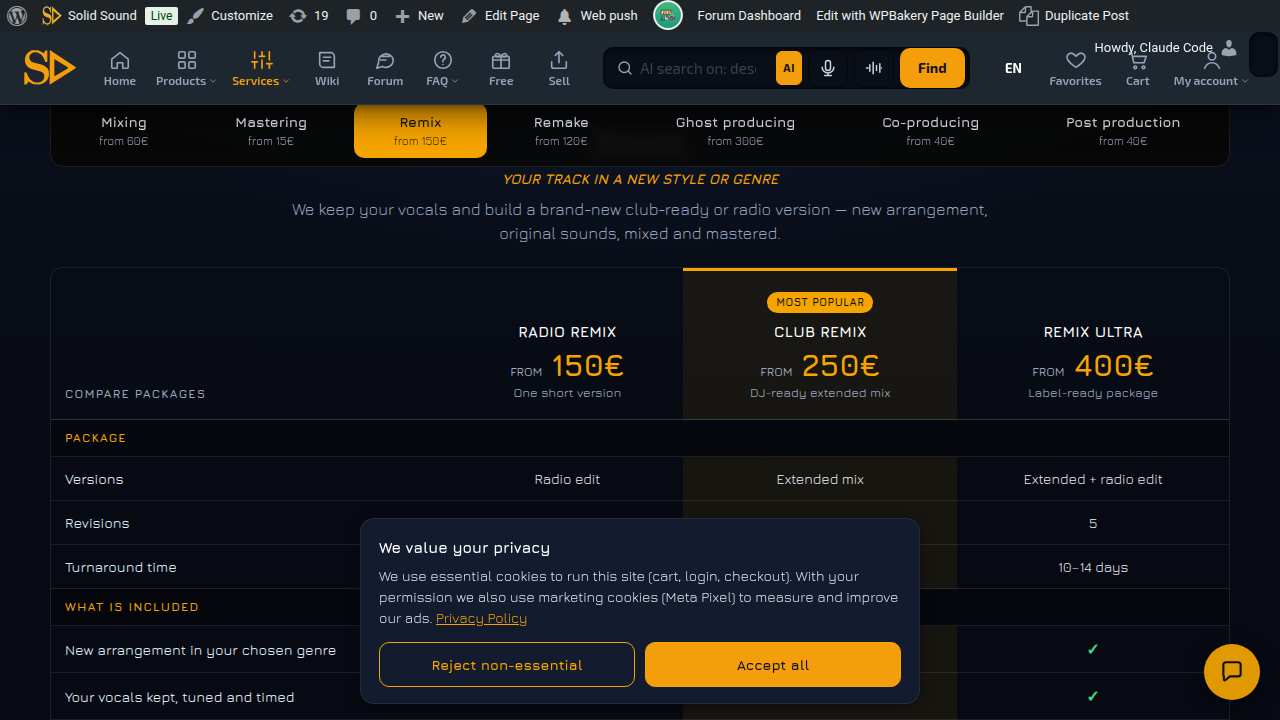 Solid Sound Live Customize 19 0 New Edit Page Web push Forum Dashboard Edit with WPBakery Page Builder Duplicate Post
Howdy, Claude Code
Home Products Services Wiki Forum FAQ Free Sell
AI search on: des
AI
Find
EN
Favorites Cart My account
Mixing
from 60€
Mastering
from 15€
Remix
from 150€
Remake
from 120€
Ghost producing
from 300€
Co-producing
from 40€
Post production
from 40€
YOUR TRACK IN A NEW STYLE OR GENRE
We keep your vocals and build a brand-new club-ready or radio version — new arrangement,
original sounds, mixed and mastered.
COMPARE PACKAGES
RADIO REMIX
FROM 150€
One short version
MOST POPULAR
CLUB REMIX
FROM 250€
DJ-ready extended mix
REMIX ULTRA
FROM 400€
Label-ready package
PACKAGE
Versions Radio edit Extended mix Extended + radio edit
Revisions 5
Turnaround time 10–14 days
WHAT IS INCLUDED
New arrangement in your chosen genre ✓
Your vocals kept, tuned and timed ✓
We value your privacy
We use essential cookies to run this site (cart, login, checkout). With your
permission we also use marketing cookies (Meta Pixel) to measure and improve
our ads. Privacy Policy
Reject non-essential
Accept all